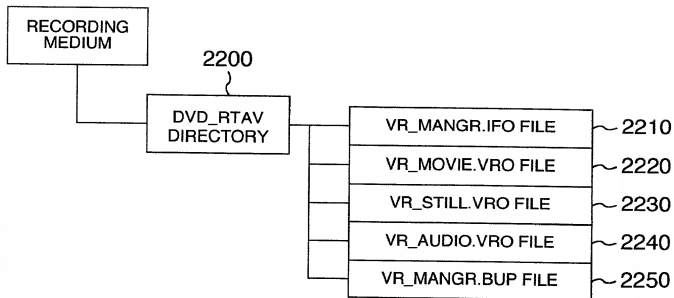 RECORDING
MEDIUM
2200
DVD_RTAV
DIRECTORY
VR_MANGR.IFO FILE 2210
VR_MOVIE.VRO FILE 2220
VR_STILL.VRO FILE 2230
VR_AUDIO.VRO FILE 2240
VR_MANGR.BUP FILE 2250